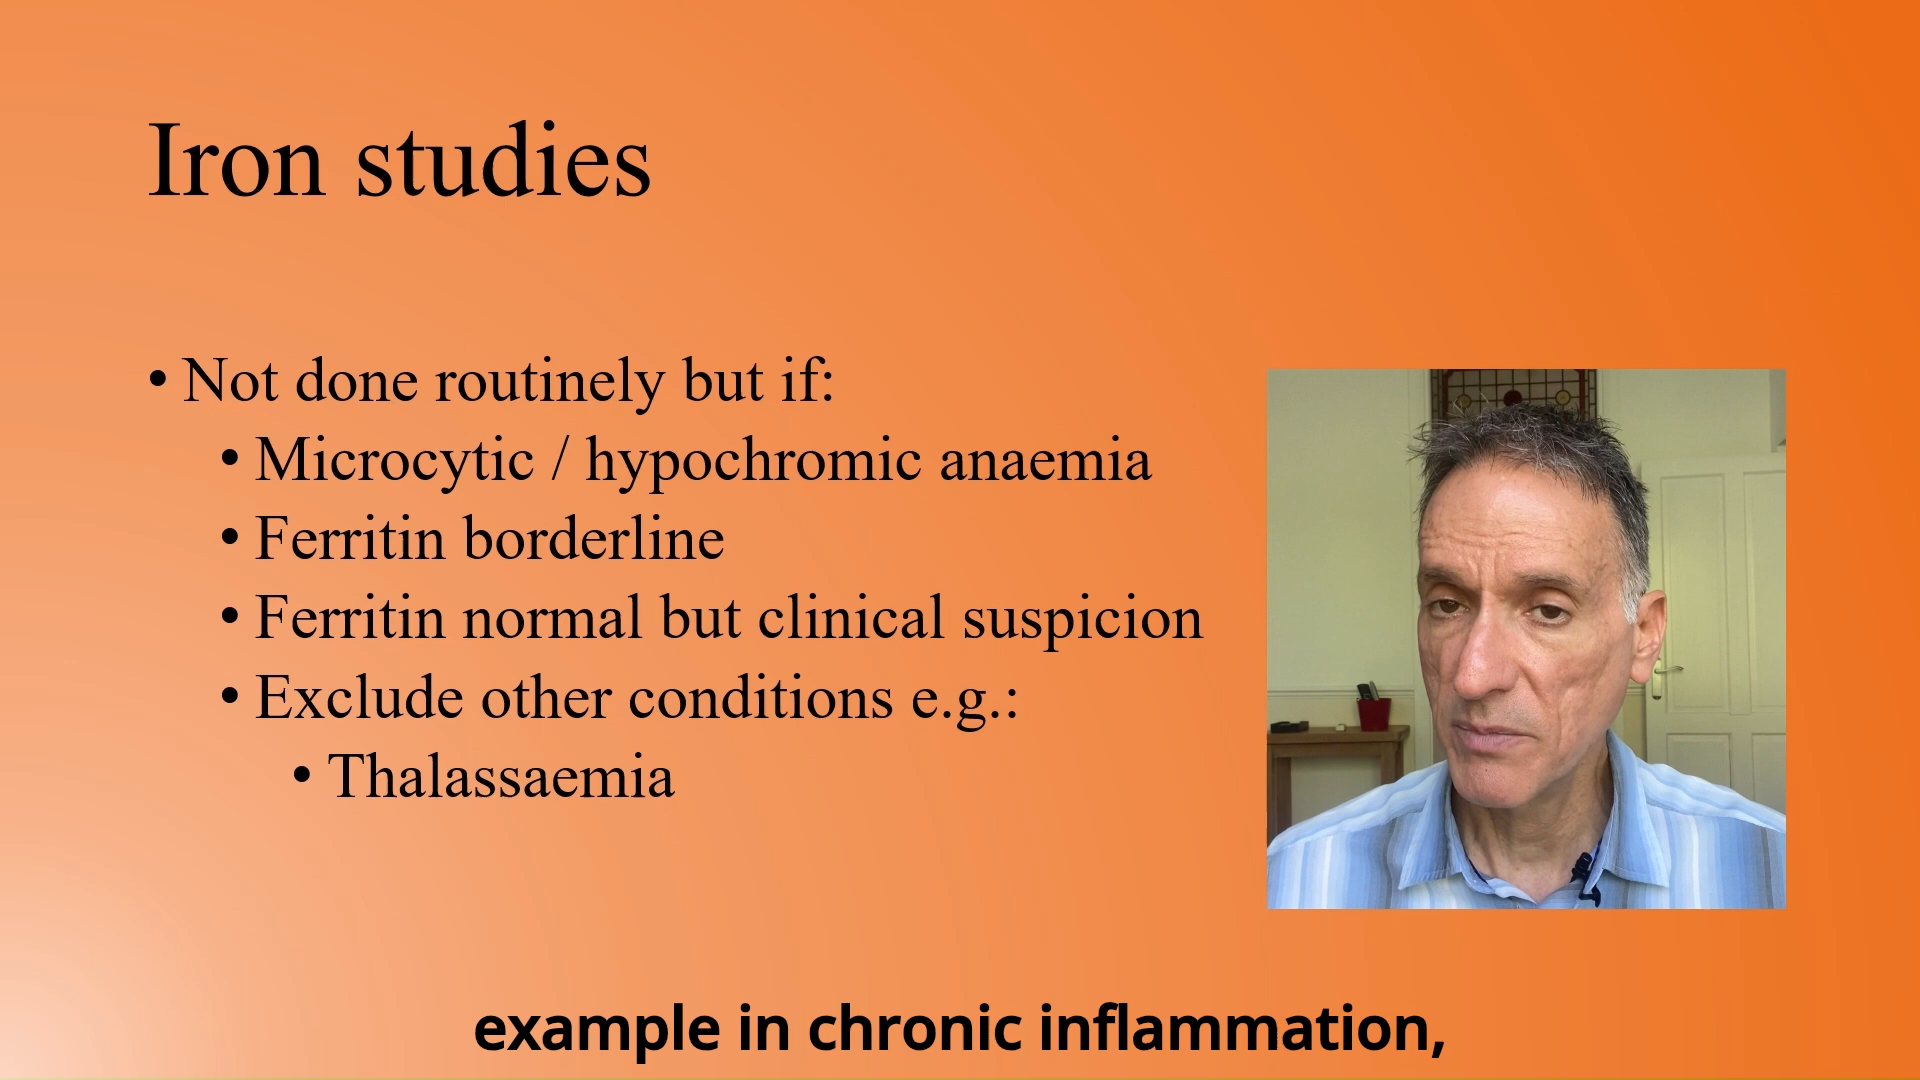 Iron studies
• Not done routinely but if:
• Microcytic / hypochromic anaemia
• Ferritin borderline
• Ferritin normal but clinical suspicion
• Exclude other conditions e.g.:
• Thalassaemia
example in chronic inflammation,